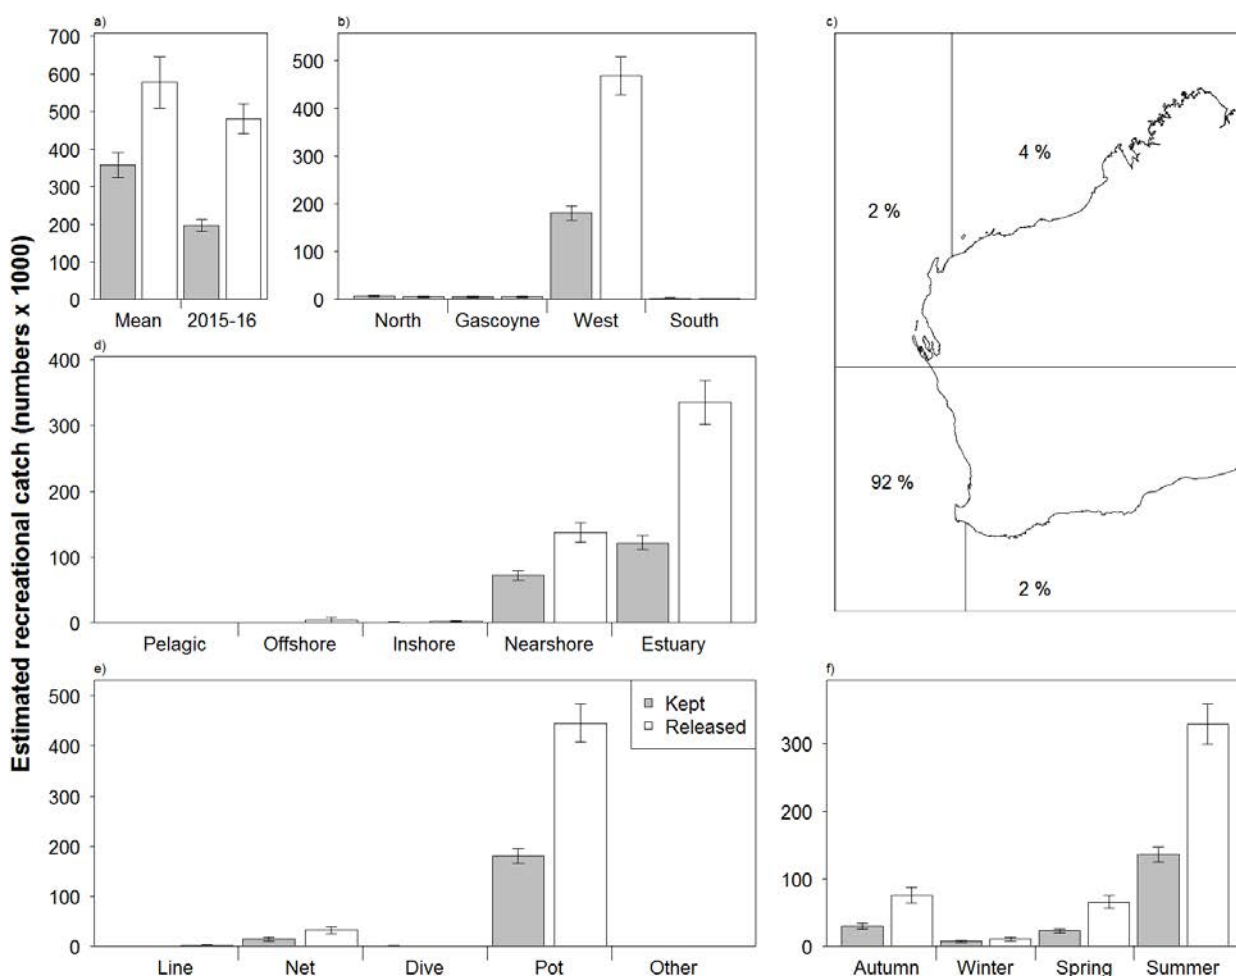 Estimated recreational catch (numbers x 1000)
a)
700
600
500
400
300
200
100
0
Mean
2015-16
b)
500
400
300
200
100
0
North
Gascoyne
West
South
c)
4 %
2 %
92 %
2 %
d)
400
300
200
100
0
Pelagic
Offshore
Inshore
Nearshore
Estuary
e)
500
400
300
200
100
0
Kept
Released
Line
Net
Dive
Pot
Other
f)
300
200
100
0
Autumn
Winter
Spring
Summer